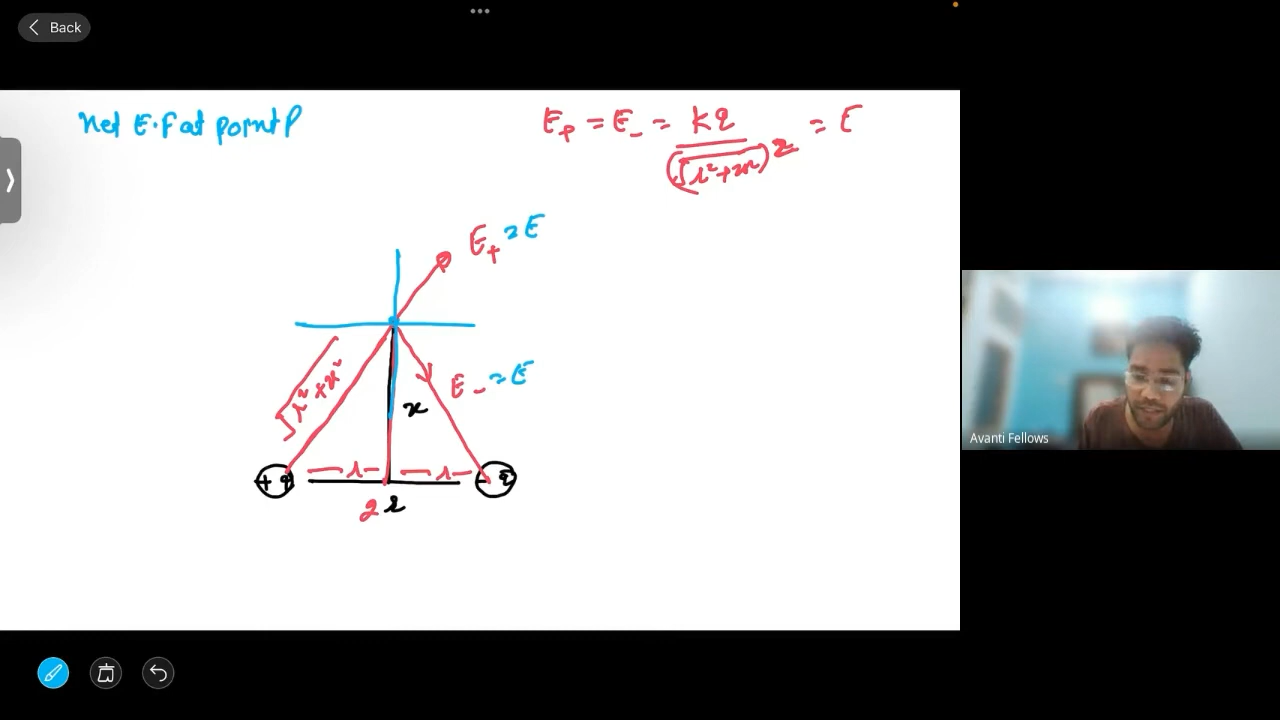 Back
Net E.F at point P
E₊ = E₋ = kq / (√l²+x²)² = E
E₊ = E
√l²+x²
E₋ = E
x
+q l l -q
2l
Avanti Fellows